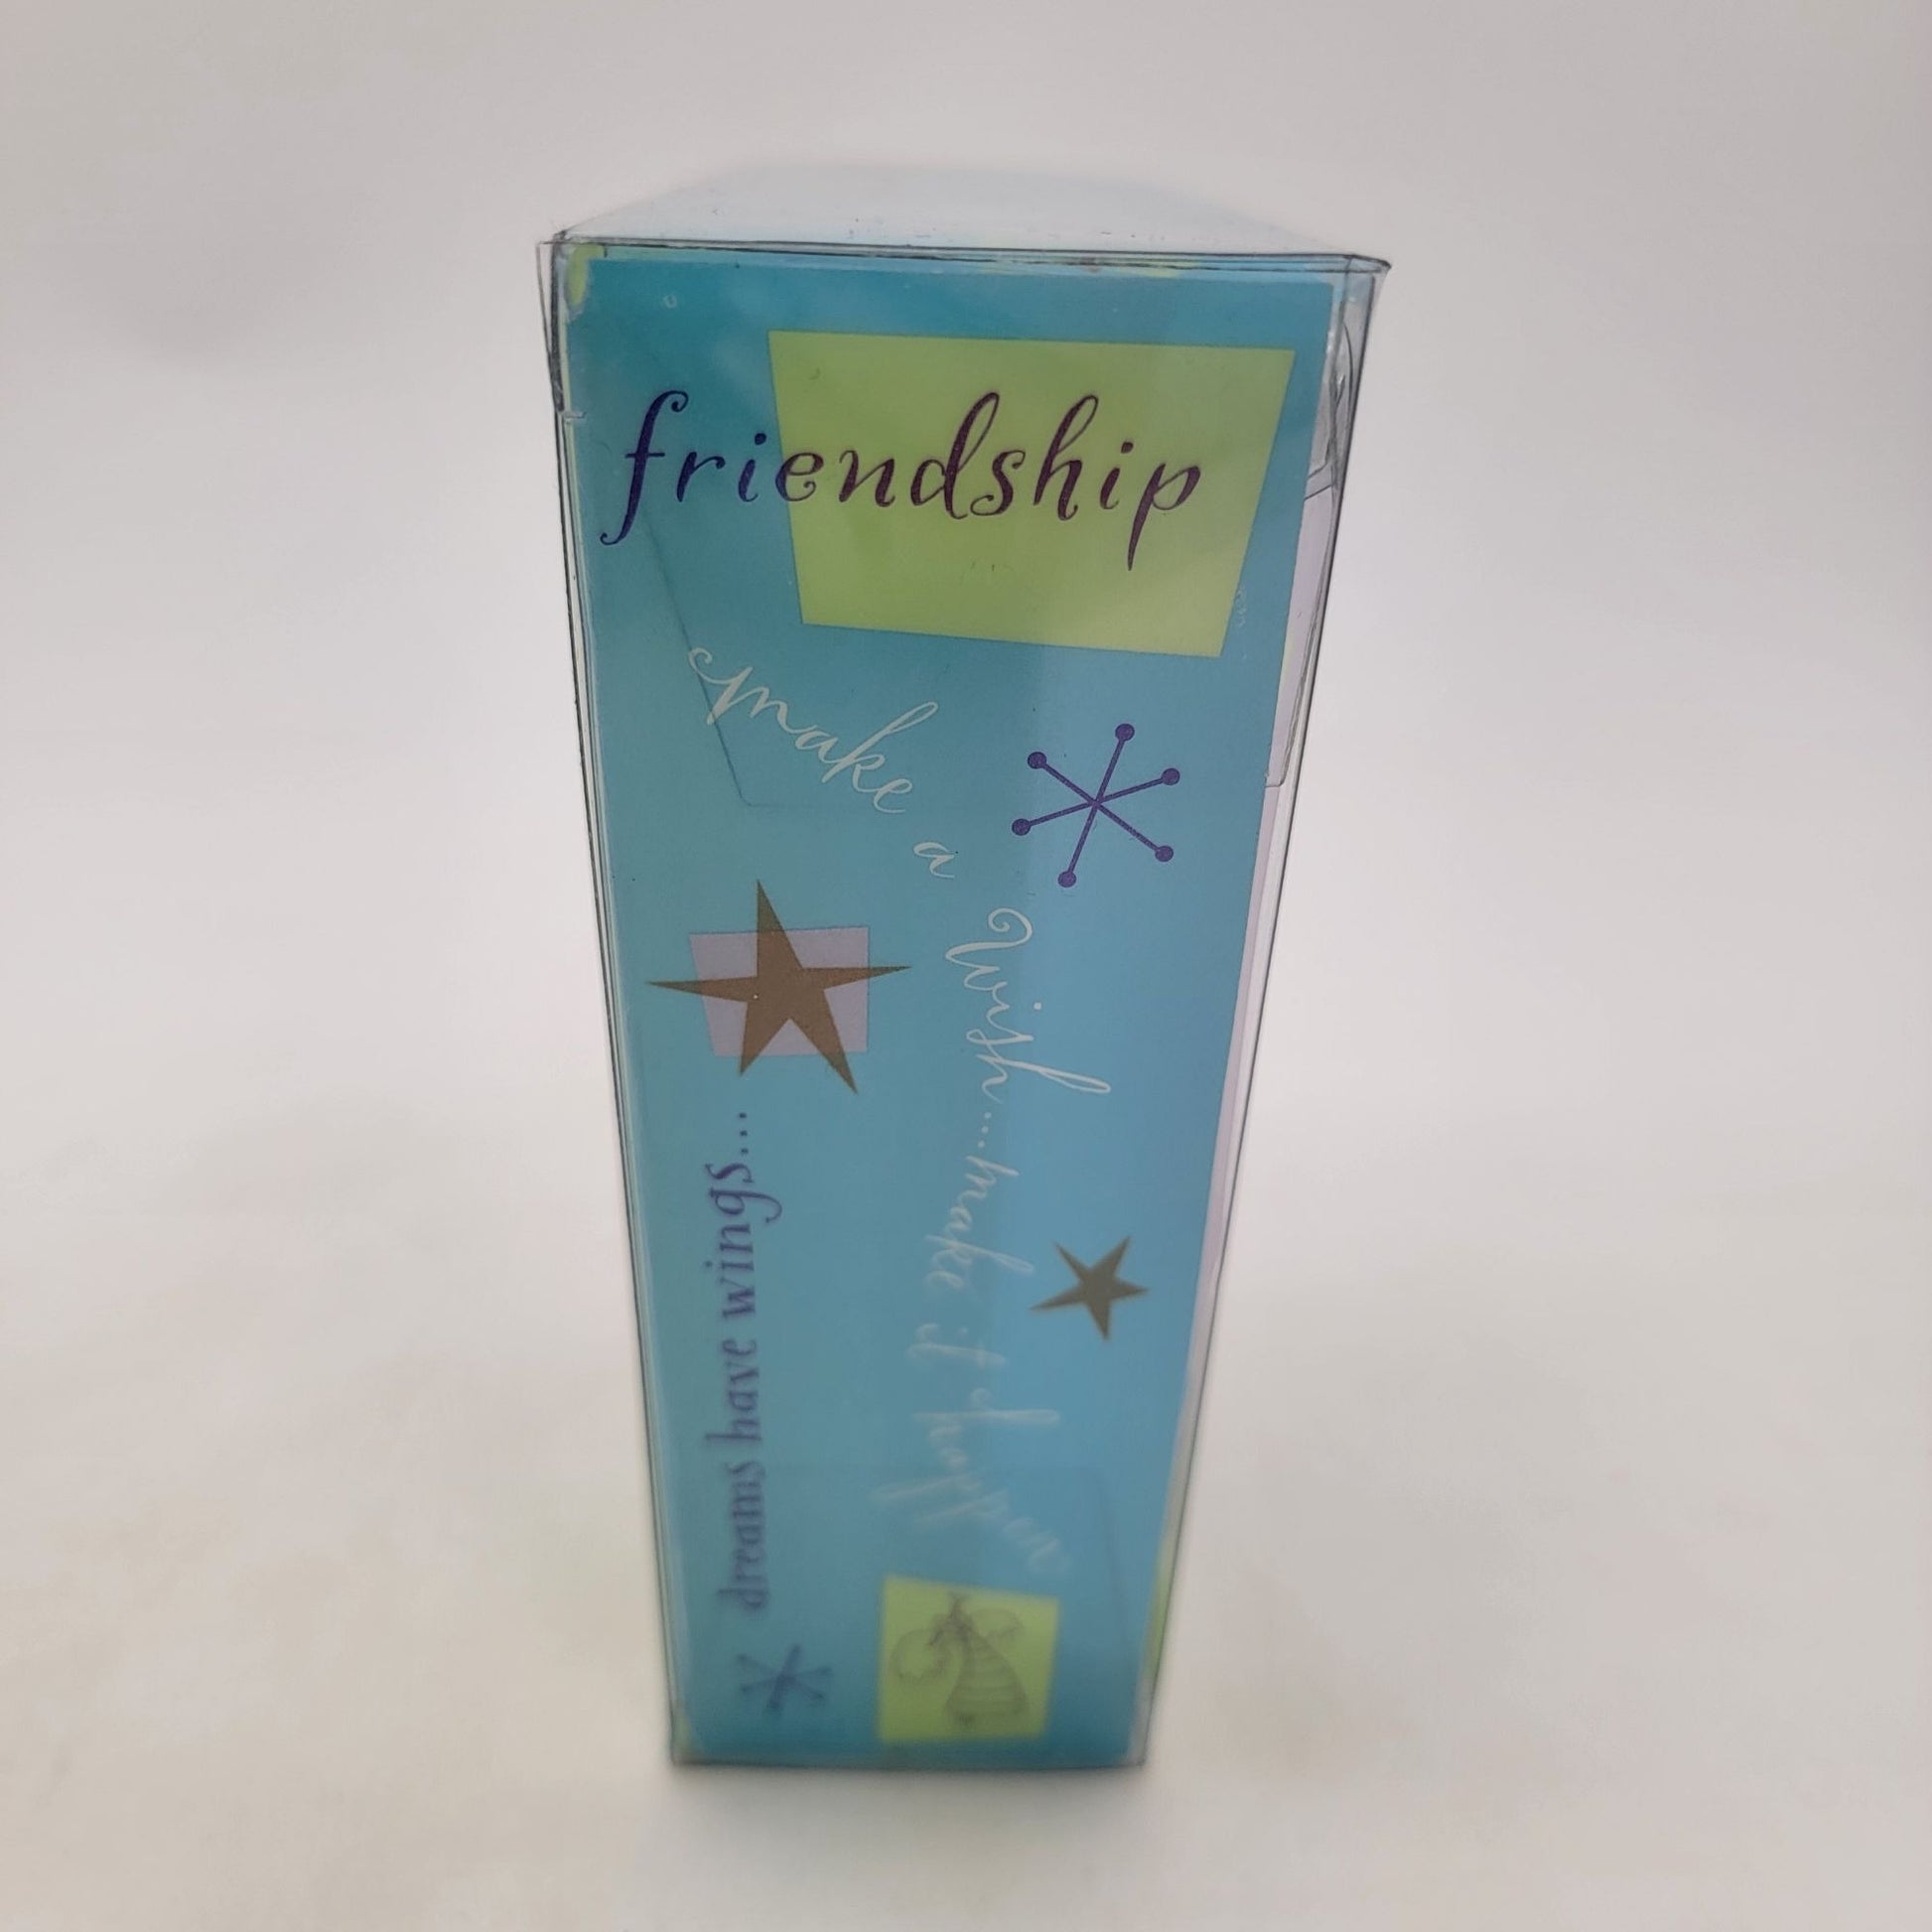 friendship
make a wish...make it happen
dreams have wings...